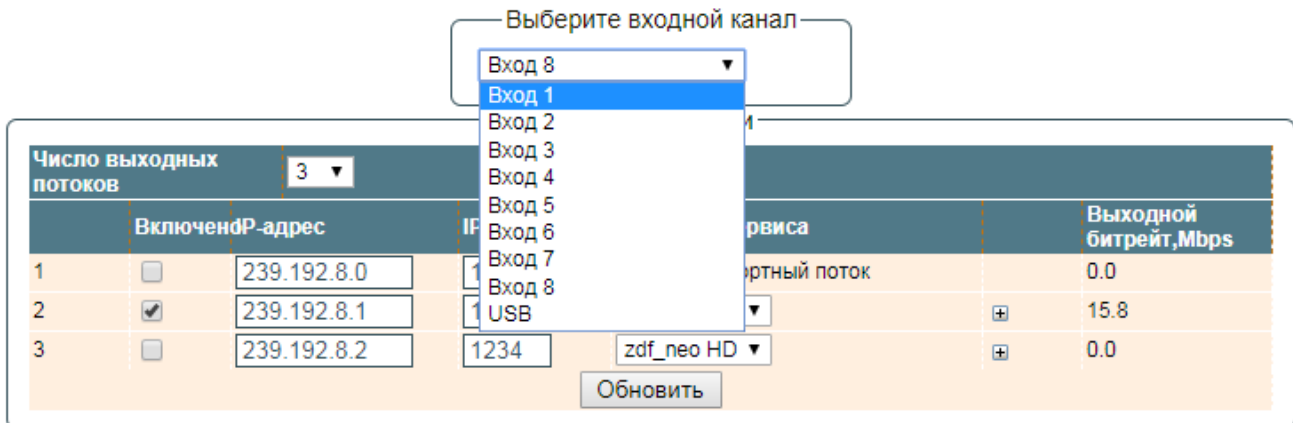 Выберите входной канал
Вход 8
Вход 1
Вход 2
Вход 3
Вход 4
Вход 5
Вход 6
Вход 7
Вход 8
USB
Число выходных
потоков
3
Включено IP-адрес
Выходной
битрейт,Mbps
1 239.192.8.0 поток 0.0
2 239.192.8.1 15.8
3 239.192.8.2 1234 zdf_neo HD 0.0
Обновить